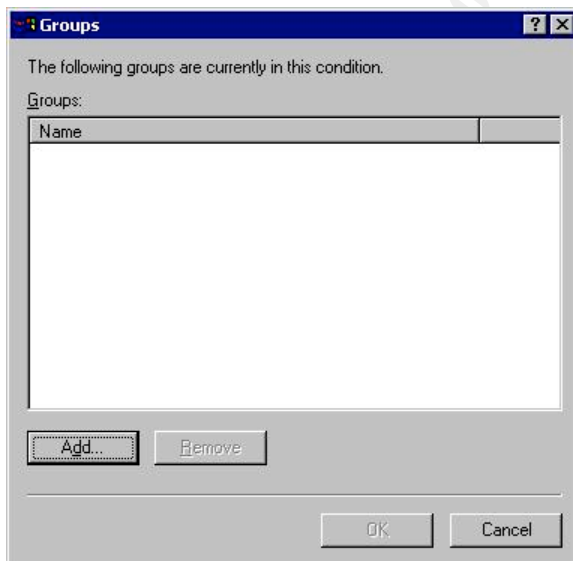 Groups
The following groups are currently in this condition.
Groups:
Name
Add...
Remove
OK
Cancel